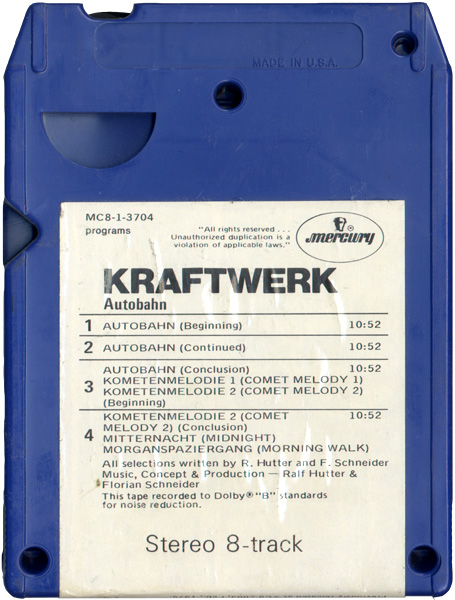 MADE IN U.S.A.
MC8-1-3704
programs
"All rights reserved . . .
Unauthorized duplication is a
violation of applicable laws."
mercury ®
KRAFTWERK
Autobahn
1 AUTOBAHN (Beginning) 10:52
2 AUTOBAHN (Continued) 10:52
AUTOBAHN (Conclusion) 10:52
3 KOMETENMELODIE 1 (COMET MELODY 1)
KOMETENMELODIE 2 (COMET MELODY 2)
(Beginning)
KOMETENMELODIE 2 (COMET 10:52
MELODY 2) (Conclusion)
4 MITTERNACHT (MIDNIGHT)
MORGANSPAZIERGANG (MORNING WALK)
All selections written by R. Hutter and F. Schneider
Music, Concept & Production — Ralf Hutter &
Florian Schneider
This tape recorded to Dolby® "B" standards
for noise reduction.
Stereo 8-track